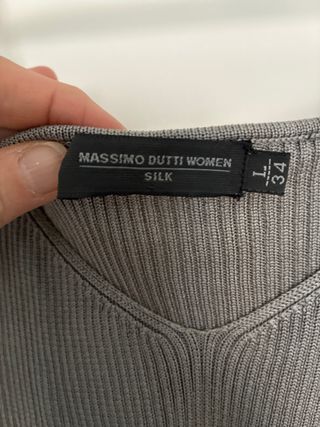 MASSIMO DUTTI WOMEN
SILK
L
34